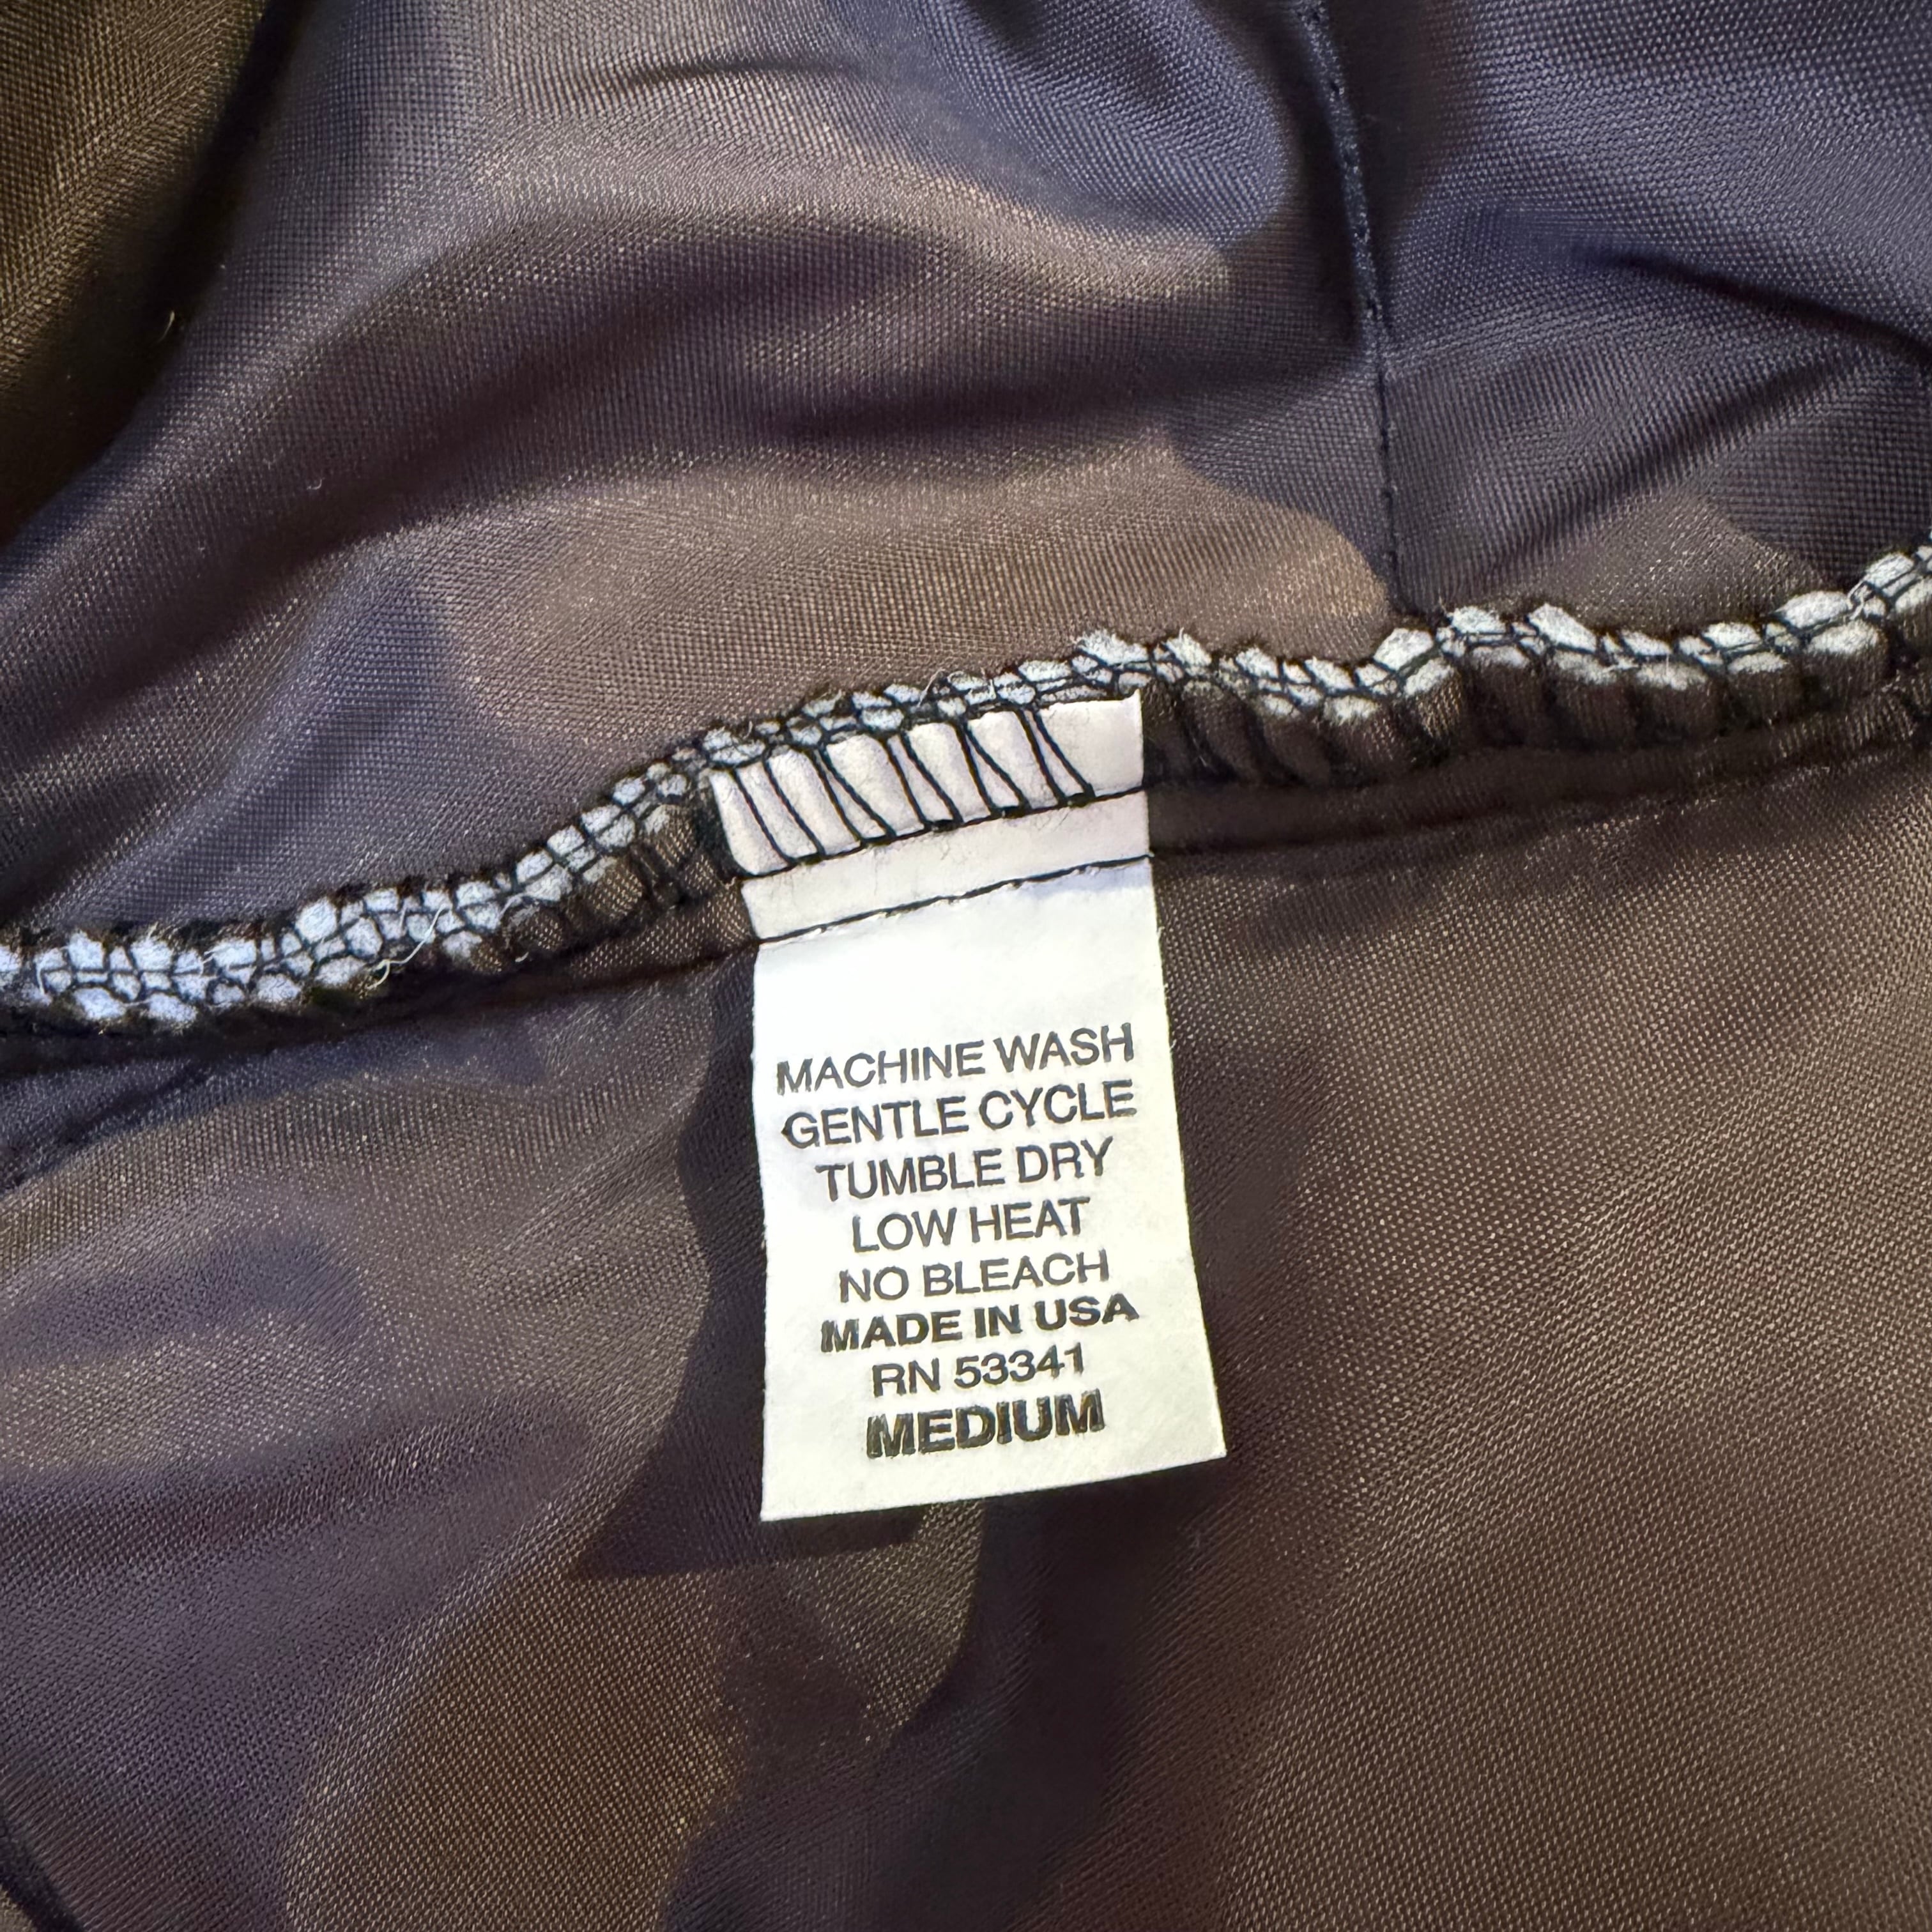 MACHINE WASH
GENTLE CYCLE
TUMBLE DRY
LOW HEAT
NO BLEACH
MADE IN USA
RN 53341
MEDIUM